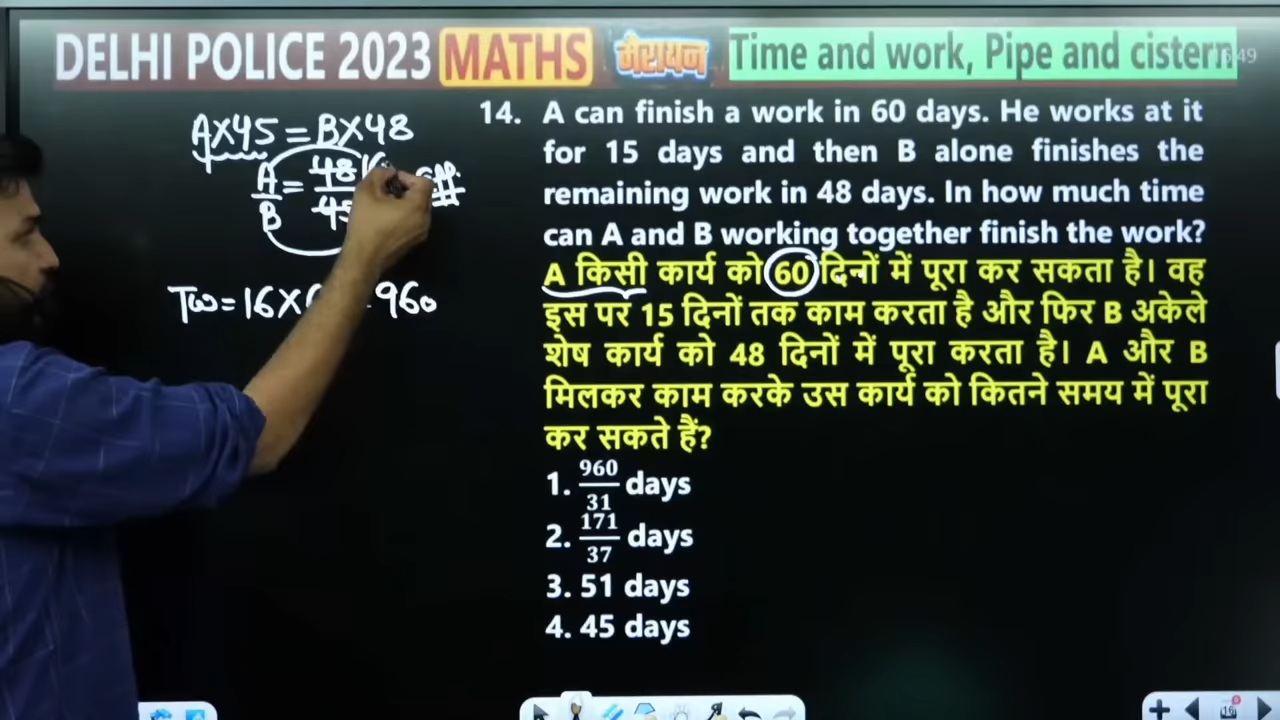 DELHI POLICE 2023 MATHS मैरायन Time and work, Pipe and cistern
A×45 = B×48
A/B = 48
TW = 16×
960
14. A can finish a work in 60 days. He works at it
for 15 days and then B alone finishes the
remaining work in 48 days. In how much time
can A and B working together finish the work?
A किसी कार्य को 60 दिनों में पूरा कर सकता है। वह
इस पर 15 दिनों तक काम करता है और फिर B अकेले
शेष कार्य को 48 दिनों में पूरा करता है। A और B
मिलकर काम करके उस कार्य को कितने समय में पूरा
कर सकते हैं?
1. 960/31 days
2. 171/37 days
3. 51 days
4. 45 days